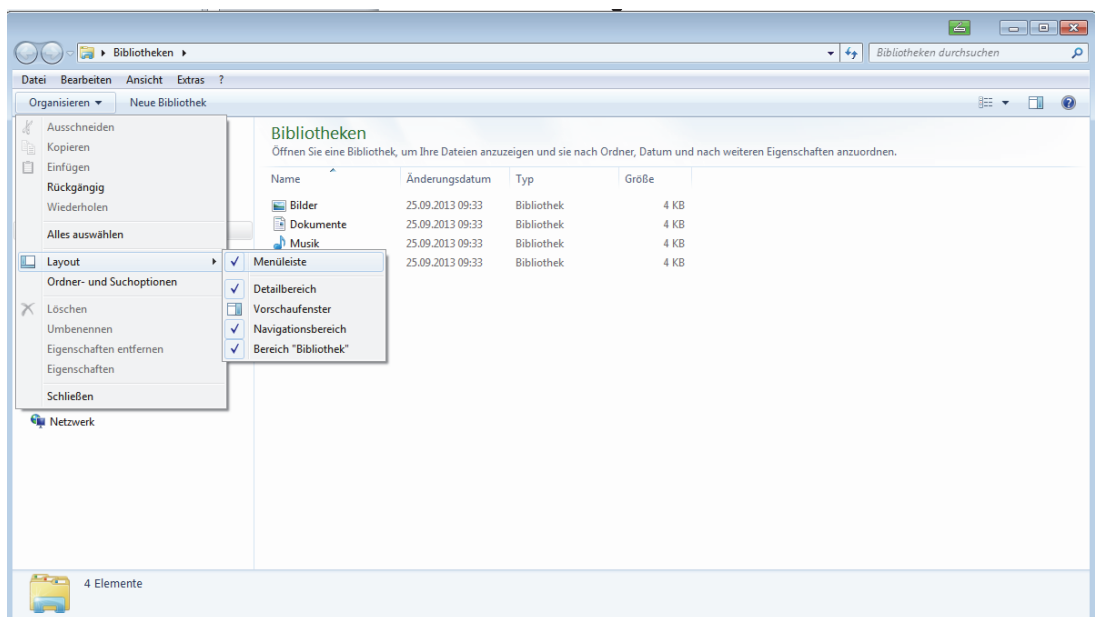 Bibliotheken
Bibliotheken durchsuchen
Datei Bearbeiten Ansicht Extras ?
Organisieren Neue Bibliothek
Ausschneiden
Kopieren
Einfügen
Rückgängig
Wiederholen
Alles auswählen
Layout
Ordner- und Suchoptionen
Löschen
Umbenennen
Eigenschaften entfernen
Eigenschaften
Schließen
Menüleiste
Detailbereich
Vorschaufenster
Navigationsbereich
Bereich "Bibliothek"
Netzwerk
Bibliotheken
Öffnen Sie eine Bibliothek, um Ihre Dateien anzuzeigen und sie nach Ordner, Datum und nach weiteren Eigenschaften anzuordnen.
Name Änderungsdatum Typ Größe
Bilder 25.09.2013 09:33 Bibliothek 4 KB
Dokumente 25.09.2013 09:33 Bibliothek 4 KB
Musik 25.09.2013 09:33 Bibliothek 4 KB
25.09.2013 09:33 Bibliothek 4 KB
4 Elemente